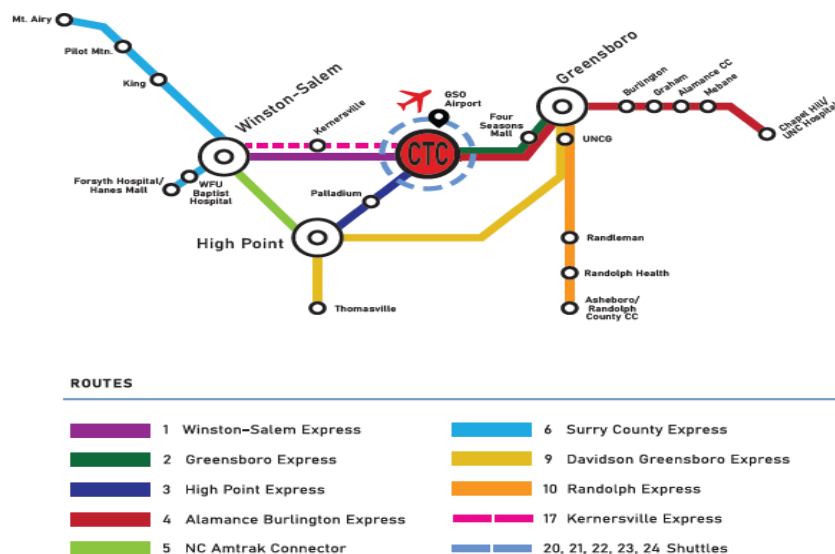 Mt. Airy
Pilot Mtn.
King
Winston–Salem
Kernersville
GSO
Airport
CTC
Four
Seasons
Mall
Greensboro
UNCG
Burlington
Graham
Alamance CC
Mebane
Chapel Hill/
UNC Hospital
Forsyth Hospital/
Hanes Mall
WFU
Baptist
Hospital
Palladium
High Point
Thomasville
Randleman
Randolph Health
Asheboro/
Randolph
County CC
ROUTES
1 Winston–Salem Express
2 Greensboro Express
3 High Point Express
4 Alamance Burlington Express
5 NC Amtrak Connector
6 Surry County Express
9 Davidson Greensboro Express
10 Randolph Express
17 Kernersville Express
20, 21, 22, 23, 24 Shuttles